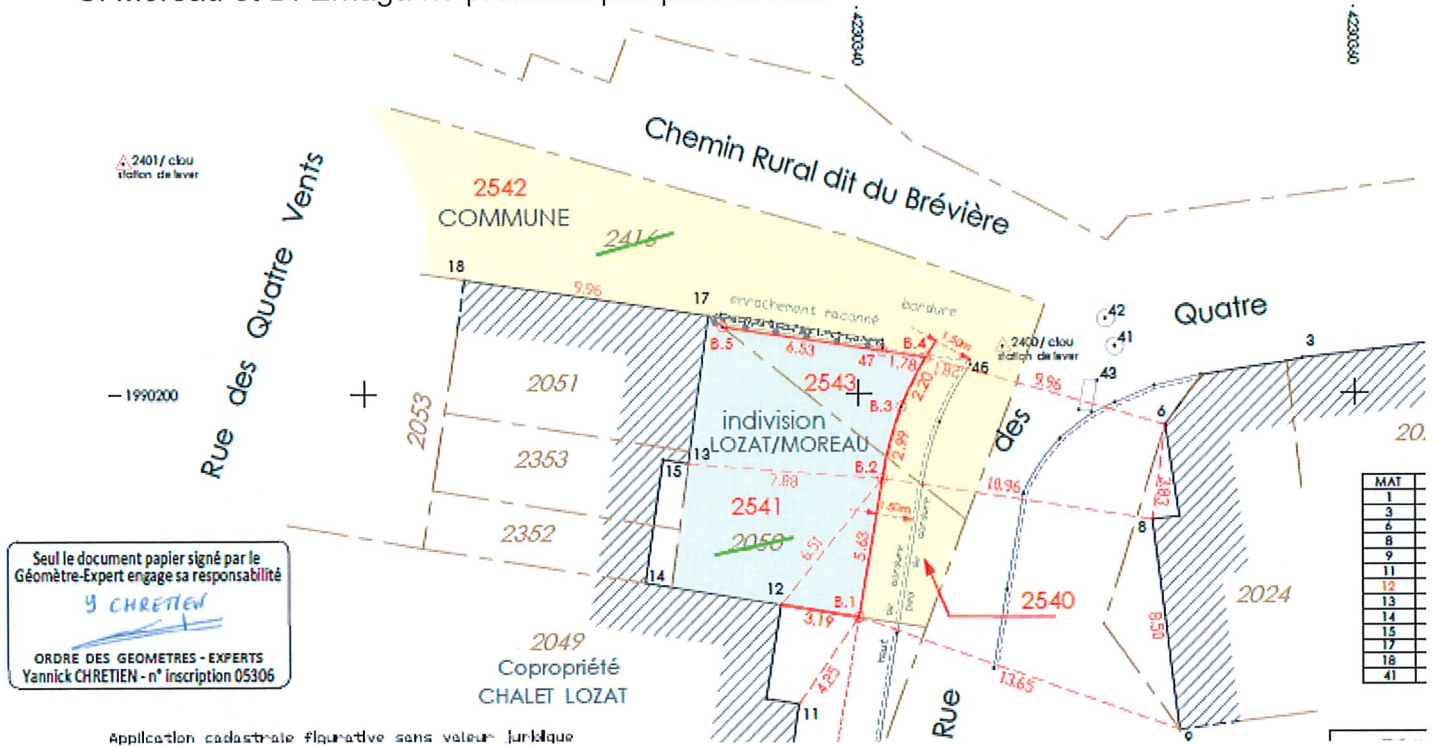 -4230340
-4230360
Chemin Rural dit du Brévière
2401/ clou
station de lever
Rue des Quatre Vents
2542
COMMUNE
2416
18
9.96
17
enrochement maçonné
bordure
B.5
6.53
47
1.78
B.4
1.50m
1.82
46
2400/ clou
station de lever
42
41
43
Quatre
3
9.96
6
2543
2.20
B.3
2.99
indivision
LOZAT/MOREAU
des
1990200
2051
2053
2353
2352
13
15
7.88
B.2
10.96
3.83
8
MAT
1
3
6
8
9
11
12
13
14
15
17
18
41
2541
2050
1.50m
6.51
5.63
bordure
haut
14
12
B.1
3.19
2540
2024
8.50
Seul le document papier signé par le
Géomètre-Expert engage sa responsabilité
Y CHRETIEN
ORDRE DES GEOMETRES - EXPERTS
Yannick CHRETIEN - n° inscription 05306
2049
Copropriété
CHALET LOZAT
4.25
11
13.65
Rue
9
Application cadastrale figurative sans valeur juridique